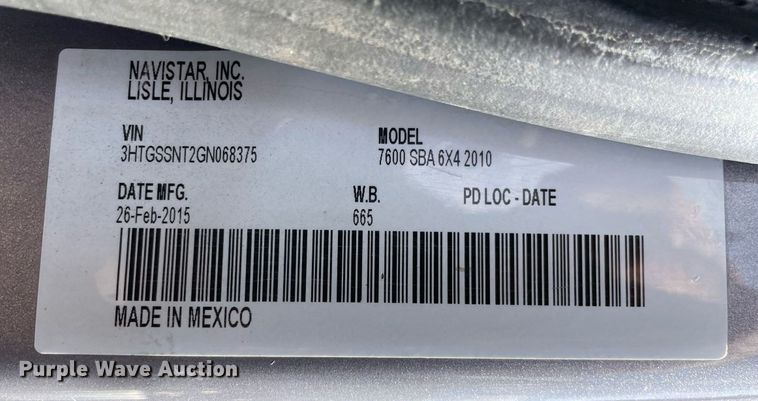 NAVISTAR, INC.
LISLE, ILLINOIS
VIN
3HTGSSNT2GN068375
MODEL
7600 SBA 6X4 2010
DATE MFG.
26-Feb-2015
W.B.
665
PD LOC - DATE
MADE IN MEXICO
Purple Wave Auction